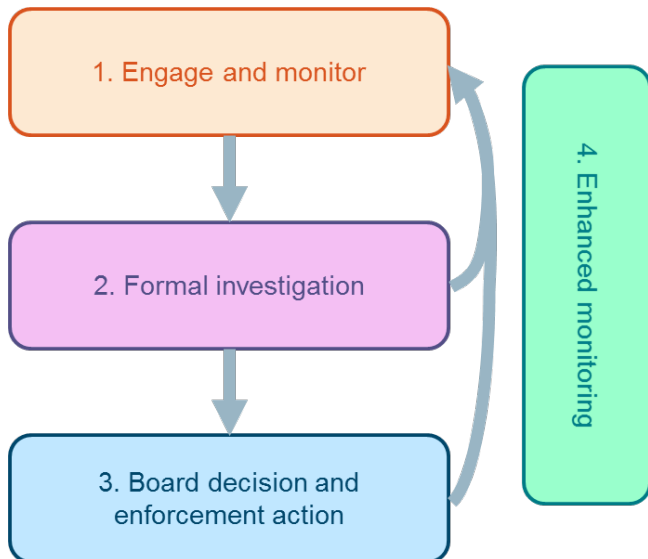 1. Engage and monitor
2. Formal investigation
3. Board decision and
enforcement action
4. Enhanced monitoring